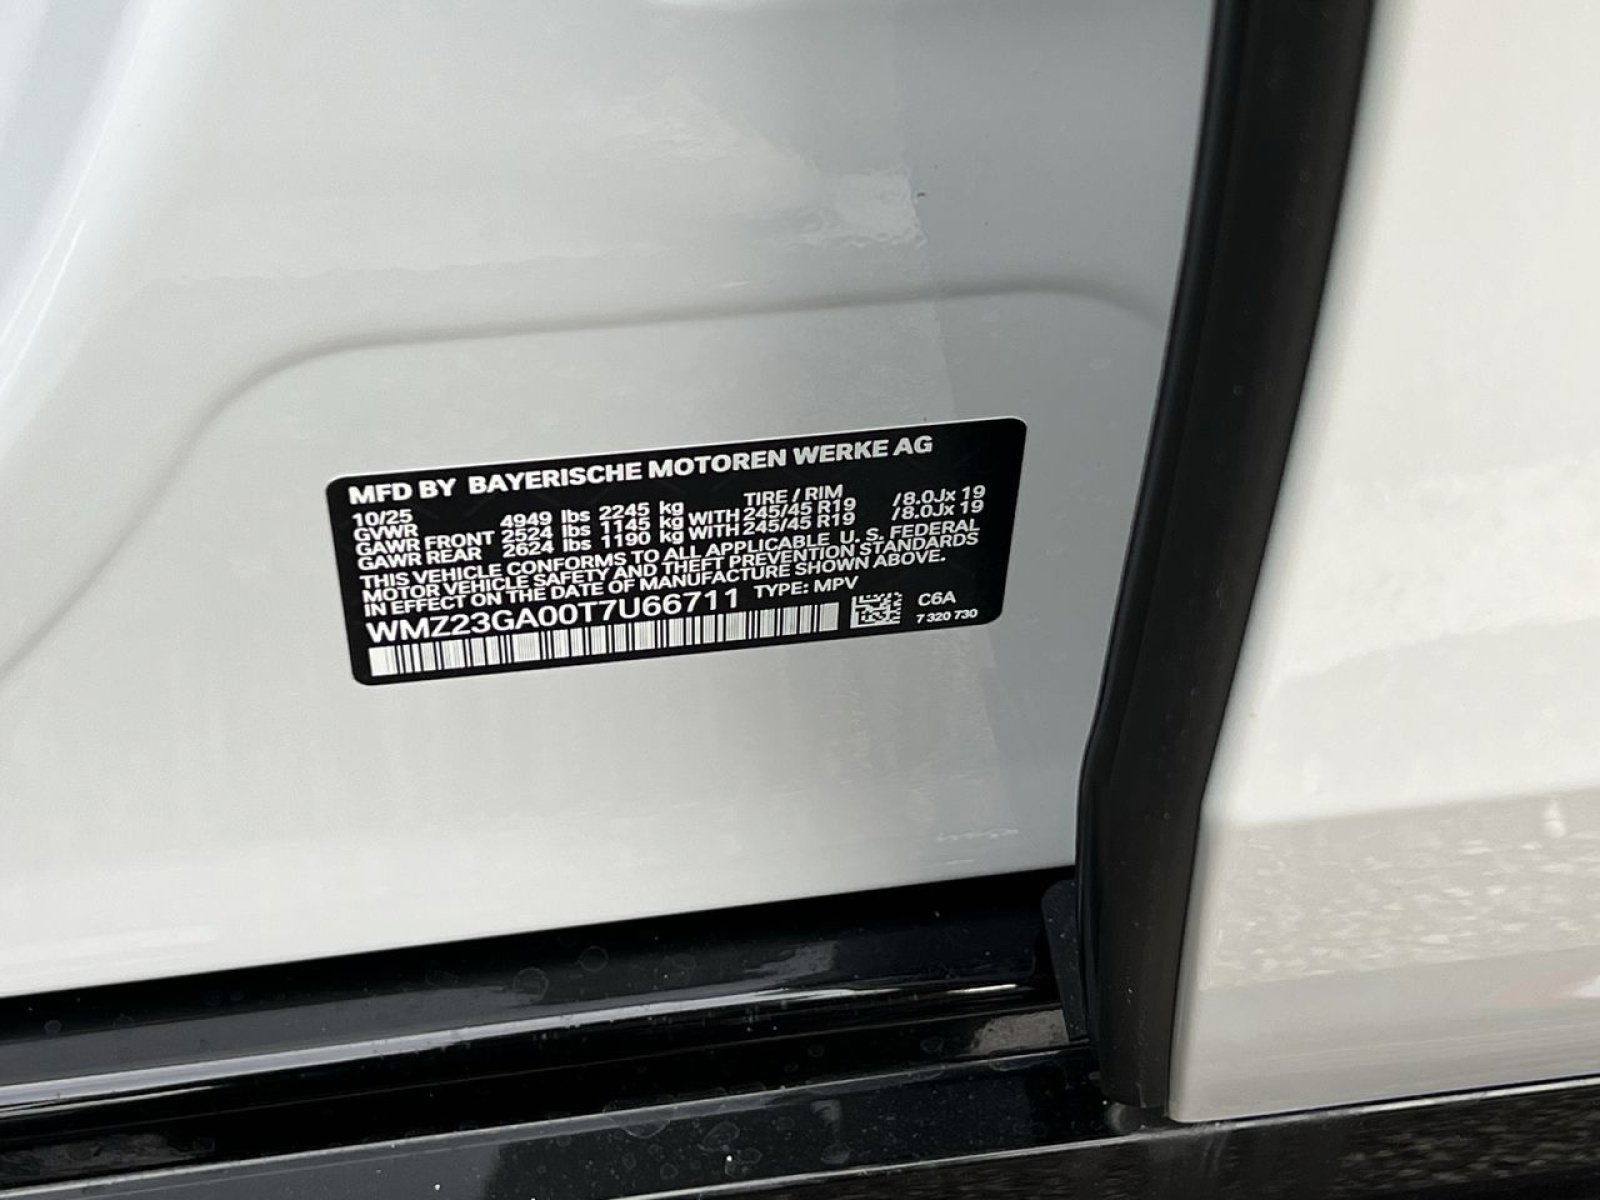 MFD BY BAYERISCHE MOTOREN WERKE AG
10/25 TIRE / RIM
GVWR 4949 lbs 2245 kg
GAWR FRONT 2524 lbs 1145 kg WITH 245/45 R19 /8.0Jx 19
GAWR REAR 2624 lbs 1190 kg WITH 245/45 R19 /8.0Jx 19
THIS VEHICLE CONFORMS TO ALL APPLICABLE U. S. FEDERAL
MOTOR VEHICLE SAFETY AND THEFT PREVENTION STANDARDS
IN EFFECT ON THE DATE OF MANUFACTURE SHOWN ABOVE.
WMZ23GA00T7U66711 TYPE: MPV
C6A
7 320 730